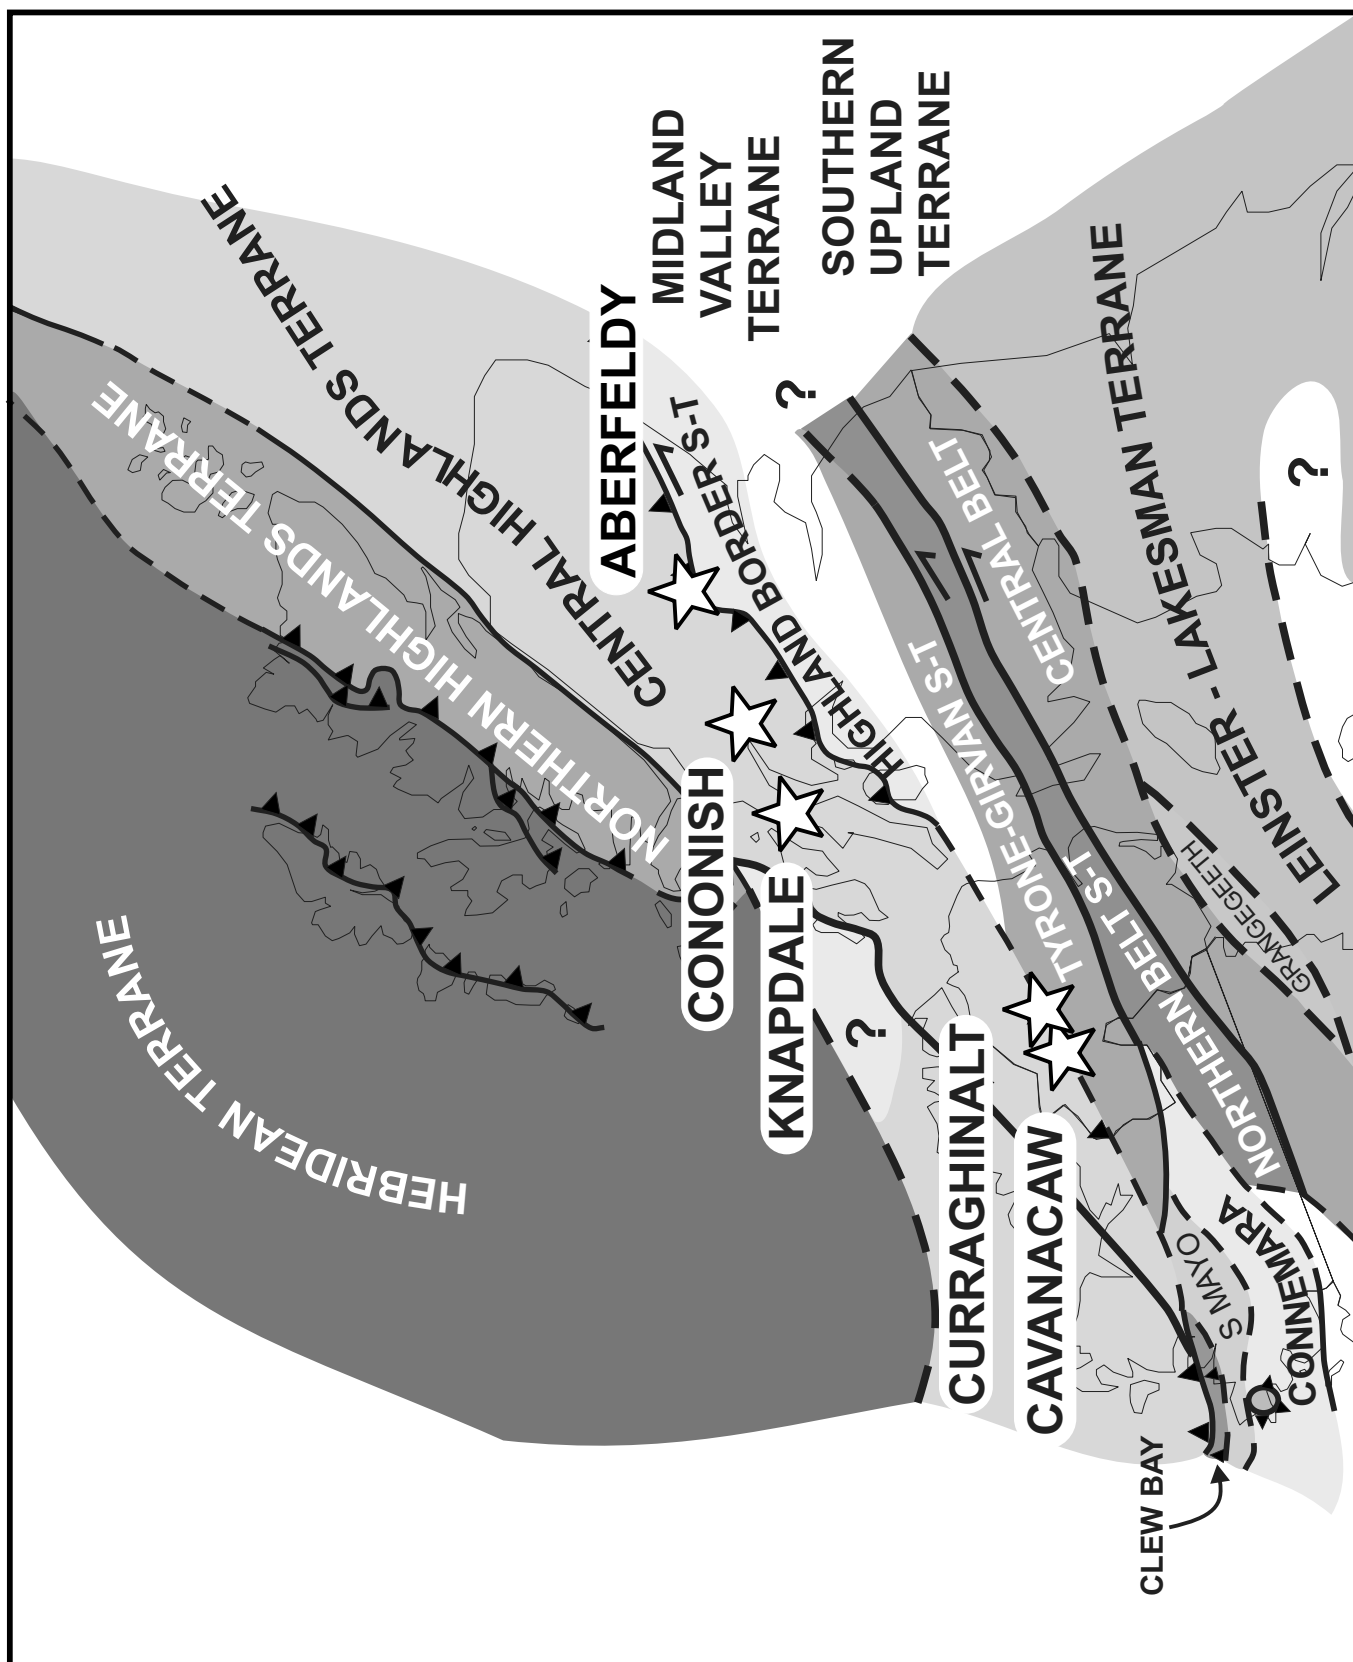 HEBRIDEAN TERRANE
NORTHERN HIGHLANDS TERRANE
CENTRAL HIGHLANDS TERRANE
ABERFELDY
MIDLAND
VALLEY
TERRANE
SOUTHERN
UPLAND
TERRANE
HIGHLAND BORDER S-T
CONONISH
KNAPDALE
?
?
?
CURRAGHINALT
CAVANACAW
TYRONE-GIRVAN S-T
NORTHERN BELT S-T
CENTRAL BELT
LEINSTER - LAKESMAN TERRANE
GRANGEGEETH
S MAYO
CONNEMARA
CLEW BAY